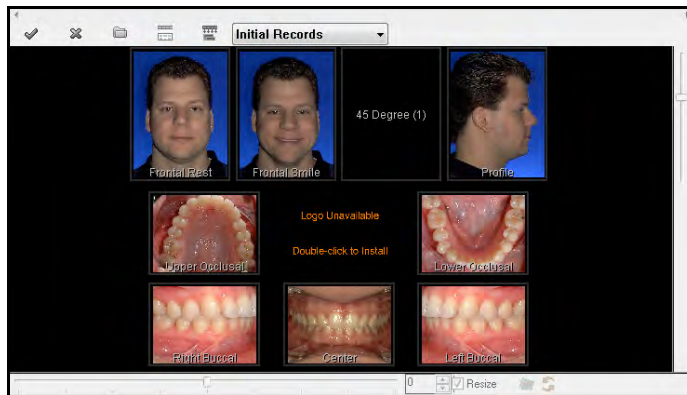 Initial Records
Frontal Rest
Frontal Smile
45 Degree (1)
Profile
Upper Occlusal
Logo Unavailable
Double-click to Install
Lower Occlusal
Right Buccal
Center
Left Buccal
0
Resize